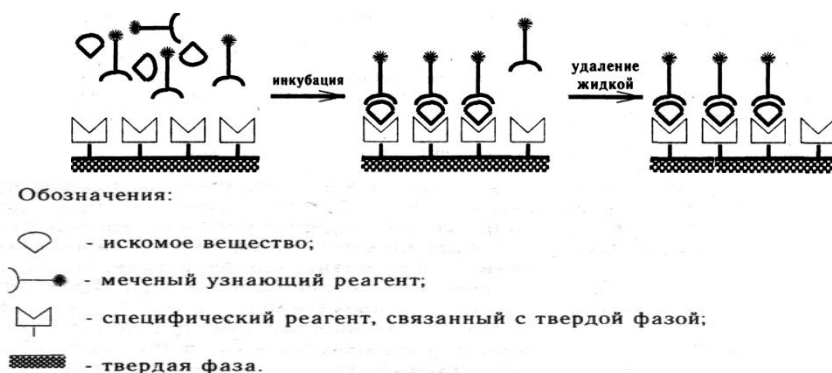 инкубация
удаление
жидкой
Обозначения:
- искомое вещество;
- меченый узнающий реагент;
- специфический реагент, связанный с твердой фазой;
- твердая фаза.